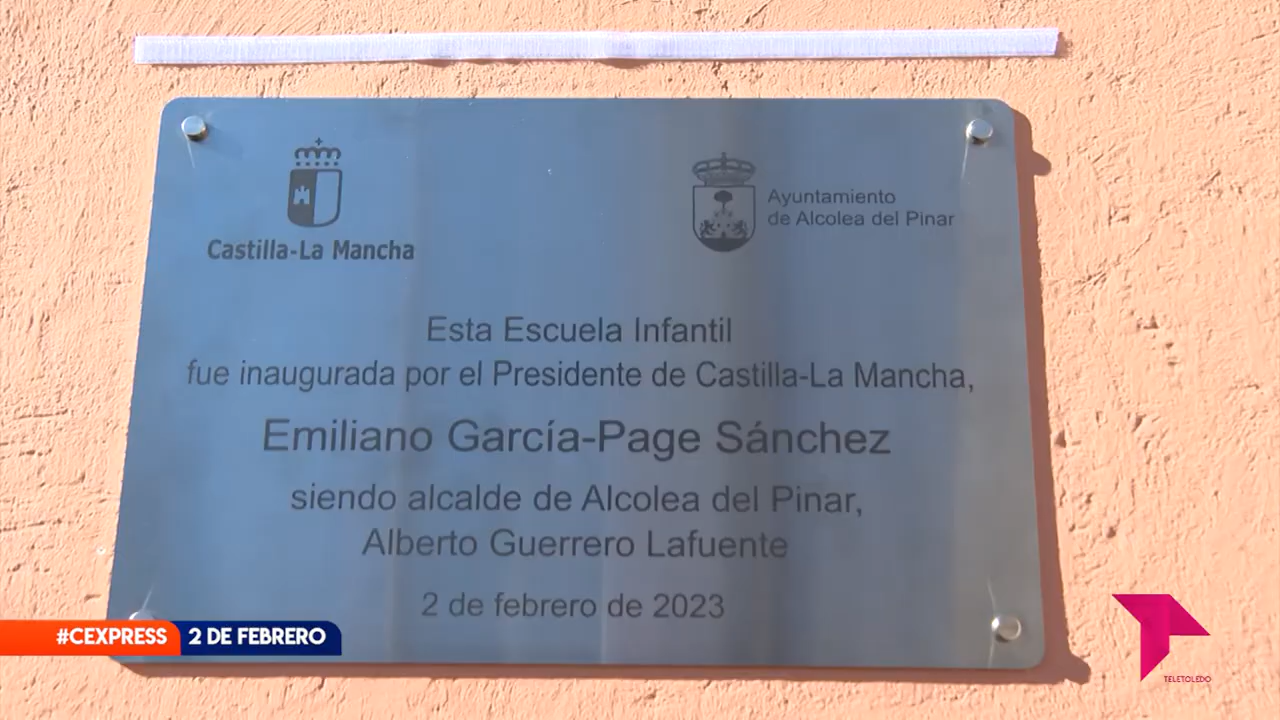 Castilla-La Mancha
Ayuntamiento
de Alcolea del Pinar
Esta Escuela Infantil
fue inaugurada por el Presidente de Castilla-La Mancha,
Emiliano García-Page Sánchez
siendo alcalde de Alcolea del Pinar,
Alberto Guerrero Lafuente
2 de febrero de 2023
#CEXPRESS 2 DE FEBRERO
TELETOLEDO